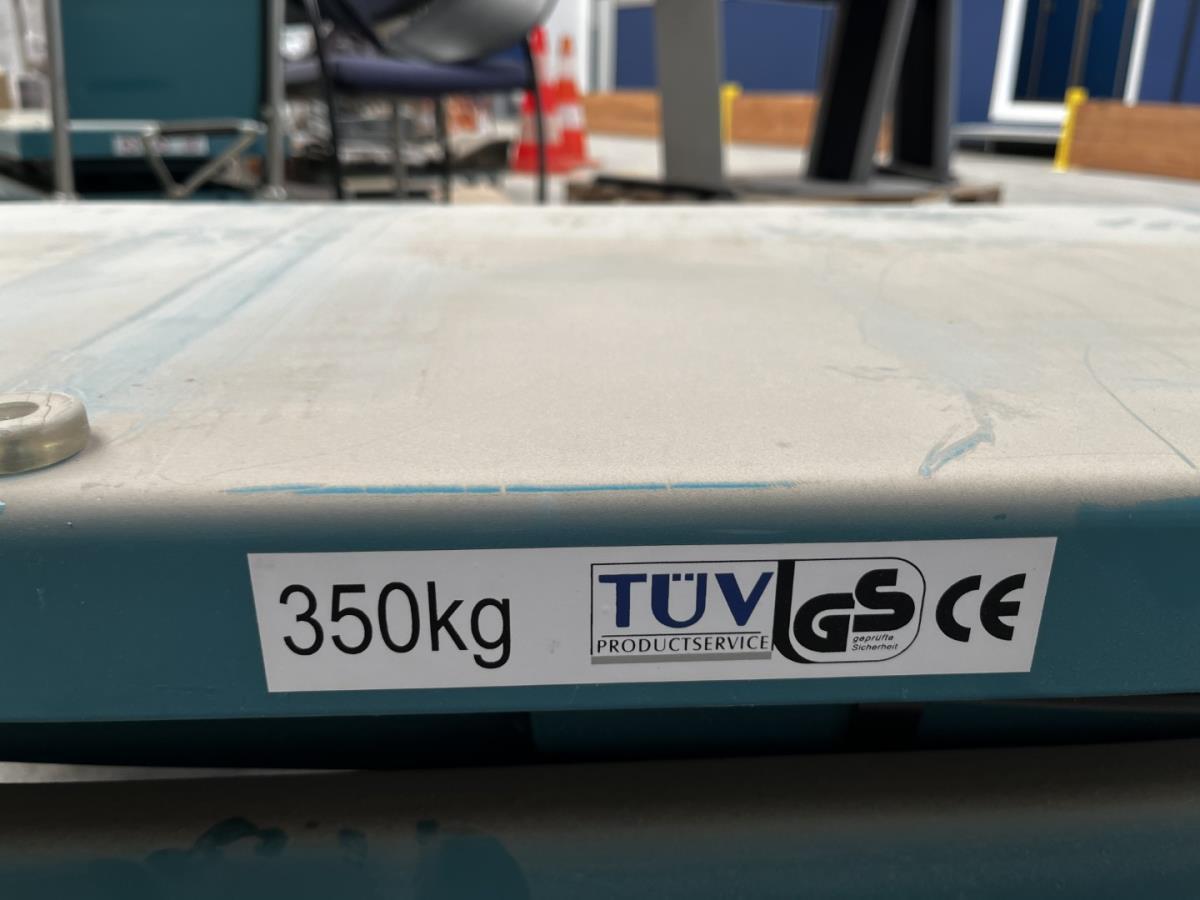 350kg
TÜV
PRODUCTSERVICE
GS
geprüfte
Sicherheit
CE